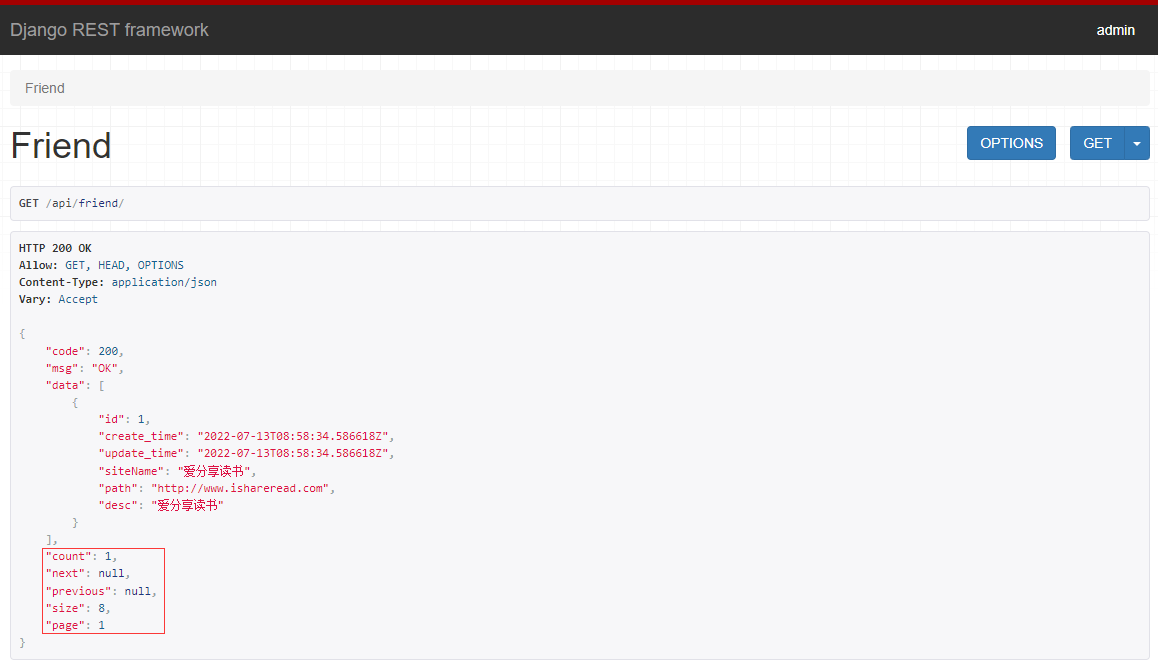 Django REST framework
admin
Friend
Friend
OPTIONS
GET
GET /api/friend/
HTTP 200 OK
Allow: GET, HEAD, OPTIONS
Content-Type: application/json
Vary: Accept
{
    "code": 200,
    "msg": "OK",
    "data": [
        {
            "id": 1,
            "create_time": "2022-07-13T08:58:34.586618Z",
            "update_time": "2022-07-13T08:58:34.586618Z",
            "siteName": "爱分享读书",
            "path": "http://www.ishareread.com",
            "desc": "爱分享读书"
        }
    ],
    "count": 1,
    "next": null,
    "previous": null,
    "size": 8,
    "page": 1
}